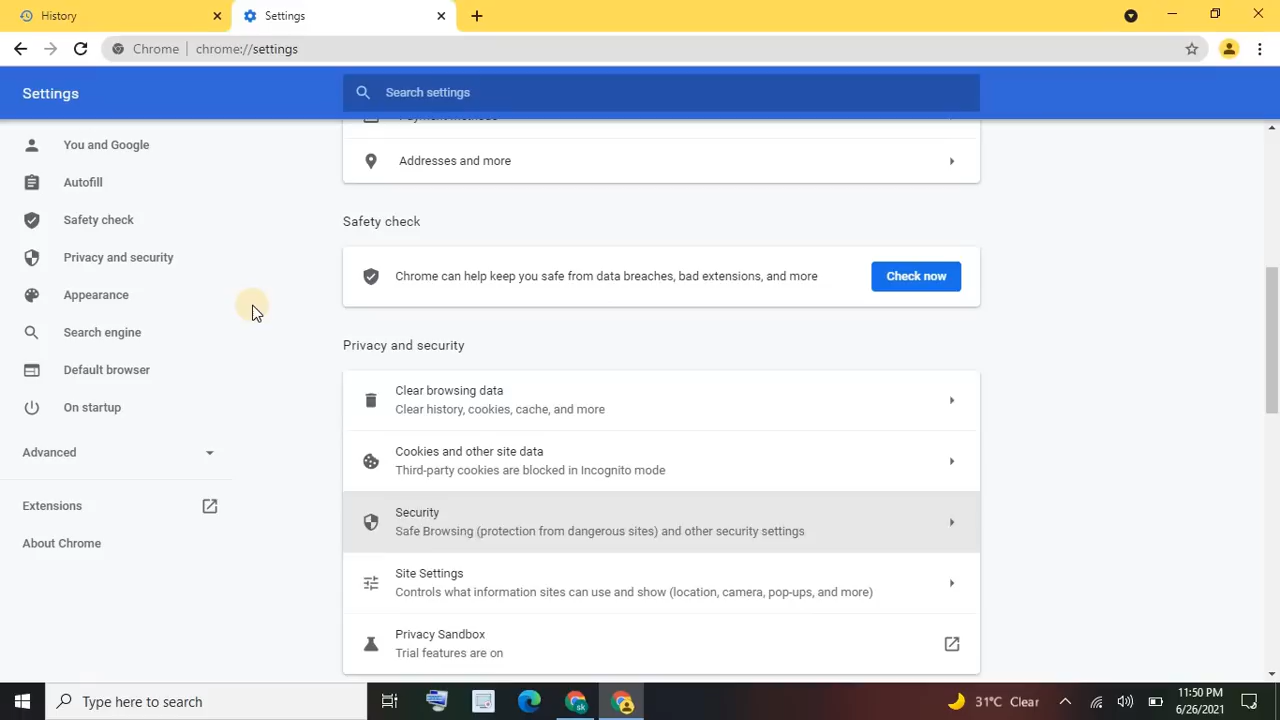 History
Settings
Chrome
chrome://settings
Settings
Search settings
You and Google
Autofill
Safety check
Privacy and security
Appearance
Search engine
Default browser
On startup
Advanced
Extensions
About Chrome
Payment methods
Addresses and more
Safety check
Chrome can help keep you safe from data breaches, bad extensions, and more
Check now
Privacy and security
Clear browsing data
Clear history, cookies, cache, and more
Cookies and other site data
Third-party cookies are blocked in Incognito mode
Security
Safe Browsing (protection from dangerous sites) and other security settings
Site Settings
Controls what information sites can use and show (location, camera, pop-ups, and more)
Privacy Sandbox
Trial features are on
Type here to search
sk
31°C Clear
11:50 PM
6/26/2021